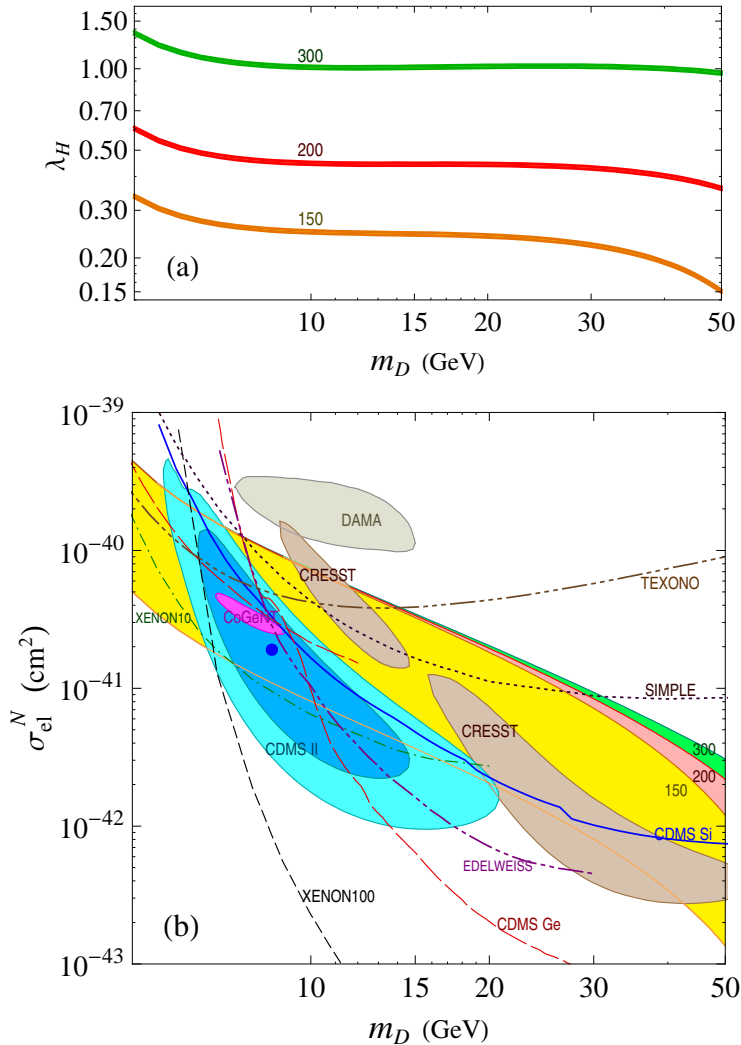 1.50
1.00
0.70
0.50
0.30
0.20
0.15
λ_H
300
200
150
(a)
10 15 20 30 50
m_D (GeV)
10^−39
10^−40
10^−41
10^−42
10^−43
σ_el^N (cm^2)
DAMA
CRESST
TEXONO
XENON10
CoGeNT
SIMPLE
CRESST
CDMS II
300
200
150
CDMS Si
EDELWEISS
XENON100
CDMS Ge
(b)
10 15 20 30 50
m_D (GeV)